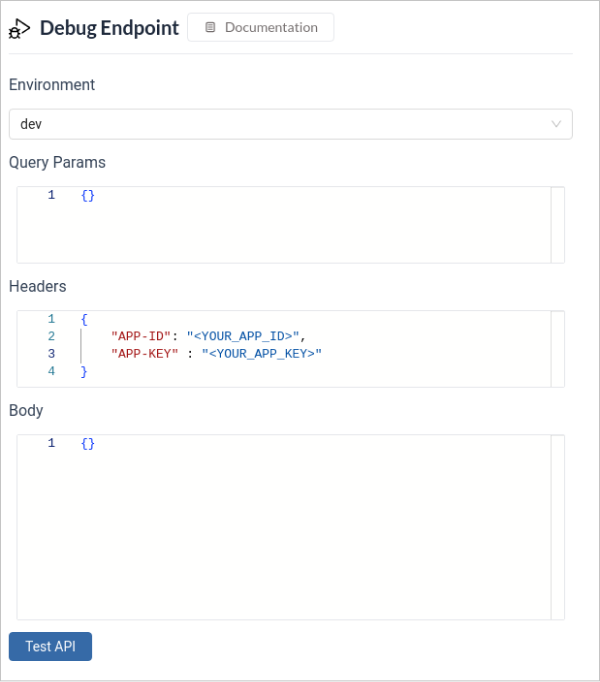 Debug Endpoint
Documentation
Environment
dev
Query Params
1 {}
Headers
1 {
2 "APP-ID": "<YOUR_APP_ID>",
3 "APP-KEY" : "<YOUR_APP_KEY>"
4 }
Body
1 {}
Test API